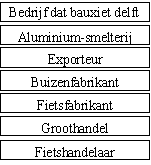 Bedrijf dat bauxiet delft
Aluminium-smelterij
Exporteur
Buizenfabrikant
Fietsfabrikant
Groothandel
Fietshandelaar